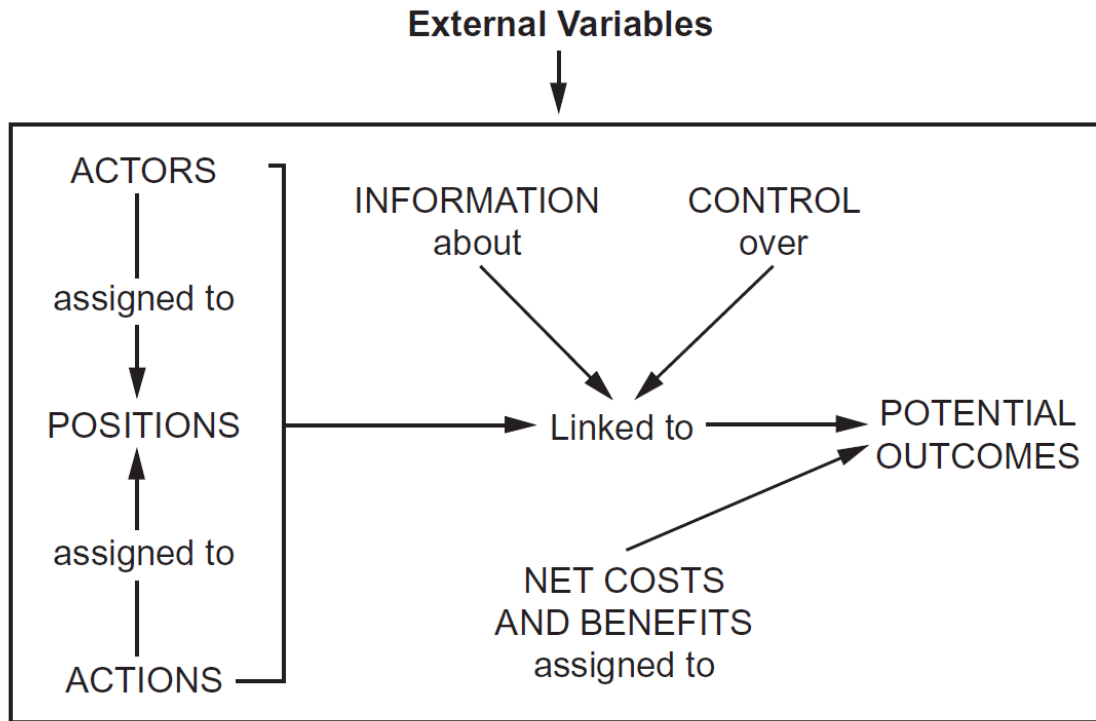 External Variables
ACTORS
assigned to
POSITIONS
assigned to
ACTIONS
INFORMATION
about
CONTROL
over
Linked to
POTENTIAL
OUTCOMES
NET COSTS
AND BENEFITS
assigned to